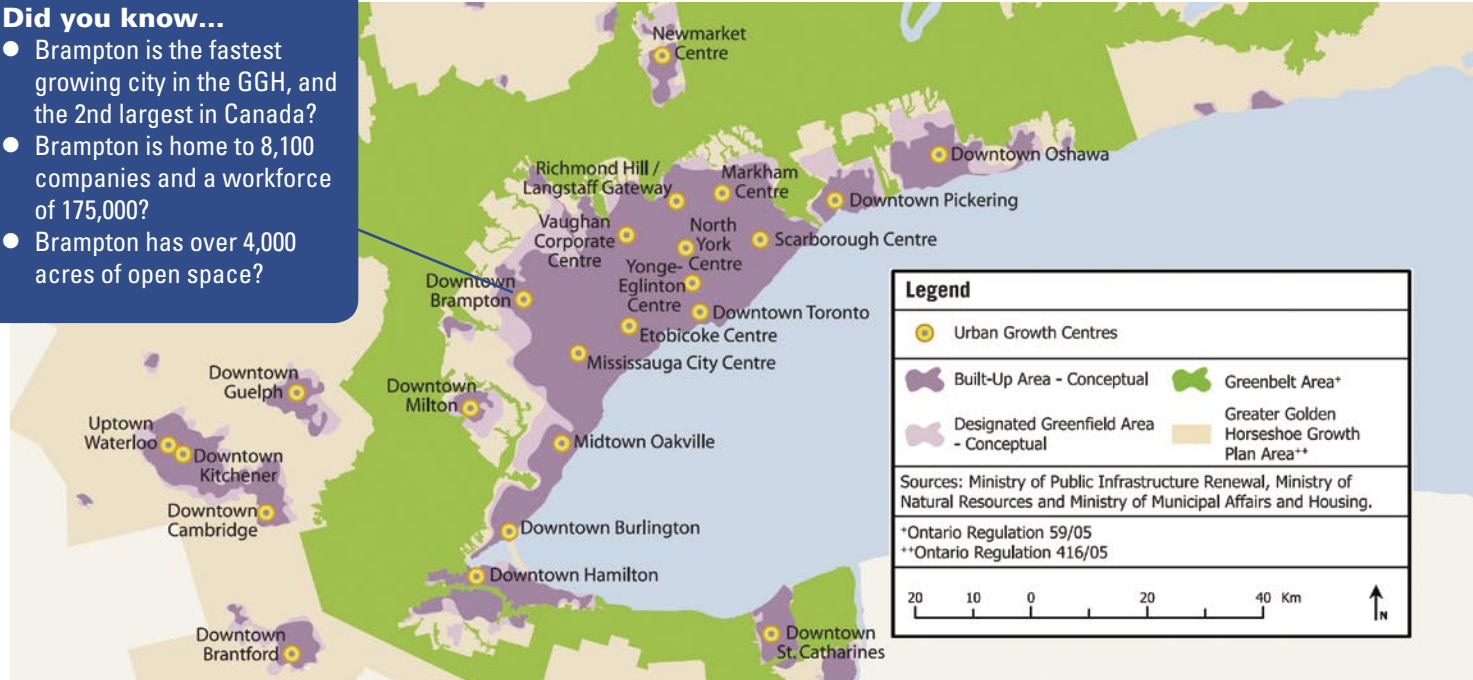 Did you know...
● Brampton is the fastest
growing city in the GGH, and
the 2nd largest in Canada?
● Brampton is home to 8,100
companies and a workforce
of 175,000?
● Brampton has over 4,000
acres of open space?
Newmarket
Centre
Downtown Oshawa
Richmond Hill /
Langstaff Gateway
Markham
Centre
Downtown Pickering
Vaughan
Corporate
Centre
North
York
Centre
Scarborough Centre
Yonge-
Eglinton
Centre
Downtown
Brampton
Downtown Toronto
Etobicoke Centre
Mississauga City Centre
Downtown
Guelph
Downtown
Milton
Uptown
Waterloo
Downtown
Kitchener
Midtown Oakville
Downtown
Cambridge
Downtown Burlington
Downtown Hamilton
Downtown
Brantford
Downtown
St. Catharines
Legend
Urban Growth Centres
Built-Up Area - Conceptual
Greenbelt Area+
Designated Greenfield Area
- Conceptual
Greater Golden
Horseshoe Growth
Plan Area++
Sources: Ministry of Public Infrastructure Renewal, Ministry of
Natural Resources and Ministry of Municipal Affairs and Housing.
+Ontario Regulation 59/05
++Ontario Regulation 416/05
20 10 0 20 40 Km
N